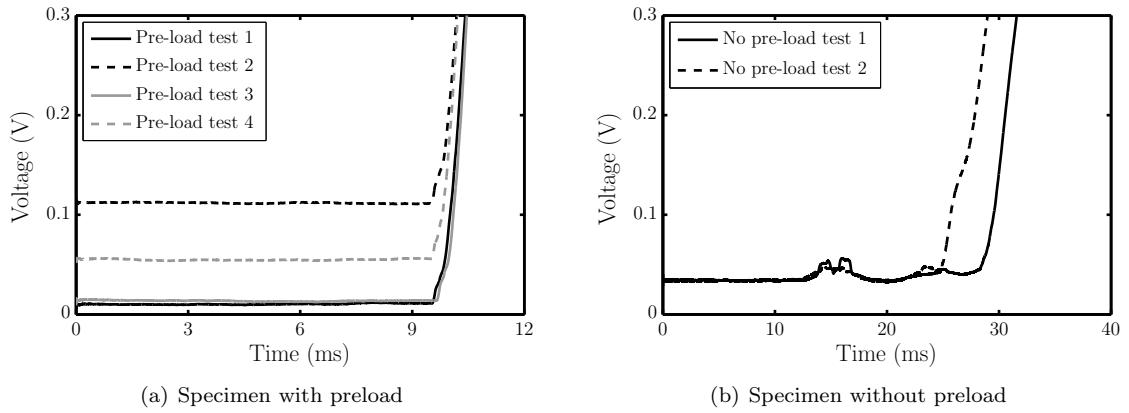 Pre-load test 1
Pre-load test 2
Pre-load test 3
Pre-load test 4
0.3
0.2
0.1
0
Voltage (V)
0 3 6 9 12
Time (ms)
(a) Specimen with preload
No pre-load test 1
No pre-load test 2
0.3
0.2
0.1
0
Voltage (V)
0 10 20 30 40
Time (ms)
(b) Specimen without preload